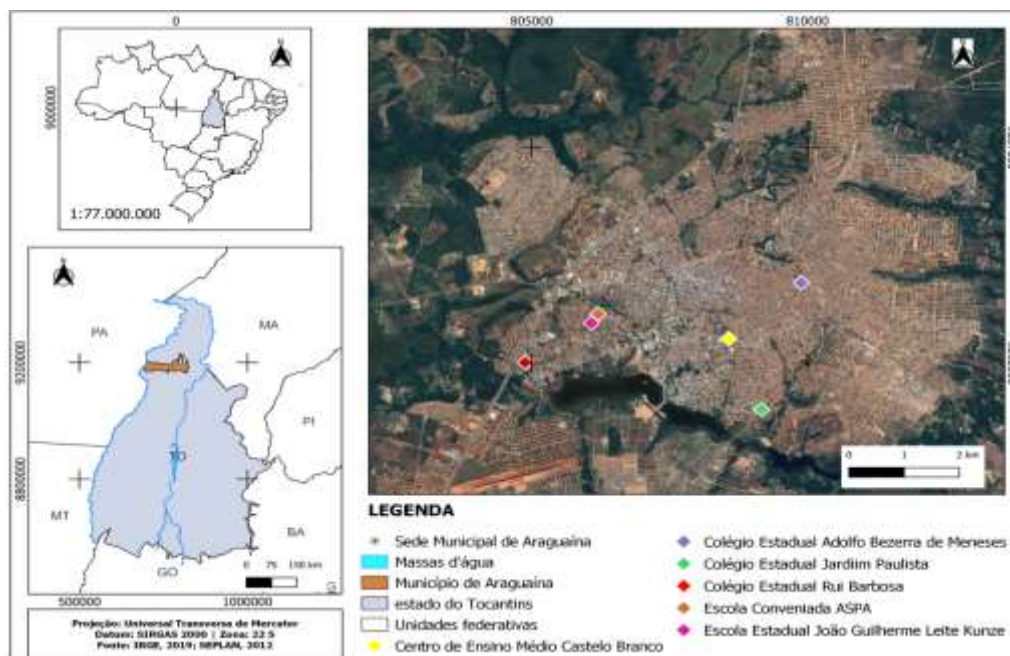 0
805000
810000
N
N
9000000
1:77.000.000
N
PA
MA
9200000
PI
TO
8800000
MT
BA
GO
0 75 150 km
500000
1000000
Projeção: Universal Transversa de Mercator
Datum: SIRGAS 2000 | Zona: 22 S
Fonte: IBGE, 2019; SEPLAN, 2012
0 1 2 km
LEGENDA
Sede Municipal de Araguaína
Massas d'água
Município de Araguaína
estado do Tocantins
Unidades federativas
Centro de Ensino Médio Castelo Branco
Colégio Estadual Adolfo Bezerra de Meneses
Colégio Estadual Jardiim Paulista
Colégio Estadual Rui Barbosa
Escola Conveniada ASPA
Escola Estadual João Guilherme Leite Kunze